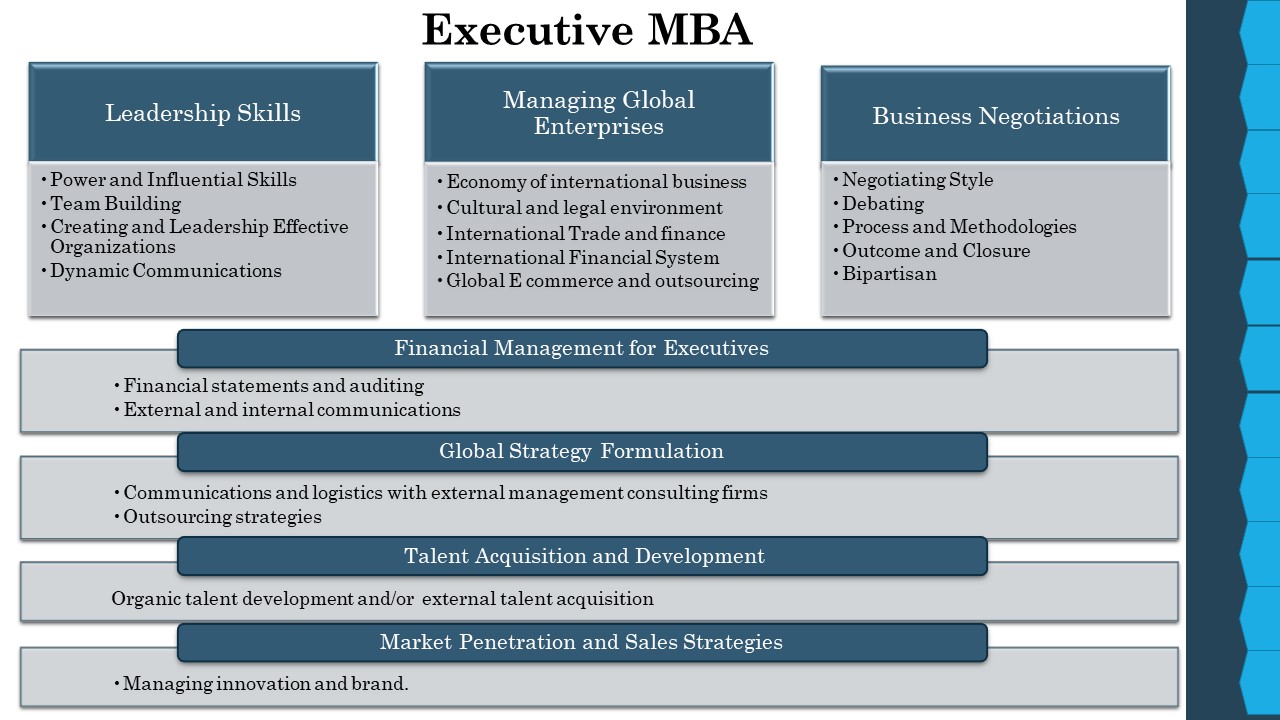 Executive MBA
Leadership Skills
• Power and Influential Skills
• Team Building
• Creating and Leadership Effective
Organizations
• Dynamic Communications
Managing Global
Enterprises
• Economy of international business
• Cultural and legal environment
• International Trade and finance
• International Financial System
• Global E commerce and outsourcing
Business Negotiations
• Negotiating Style
• Debating
• Process and Methodologies
• Outcome and Closure
• Bipartisan
Financial Management for Executives
• Financial statements and auditing
• External and internal communications
Global Strategy Formulation
• Communications and logistics with external management consulting firms
• Outsourcing strategies
Talent Acquisition and Development
Organic talent development and/or external talent acquisition
Market Penetration and Sales Strategies
• Managing innovation and brand.